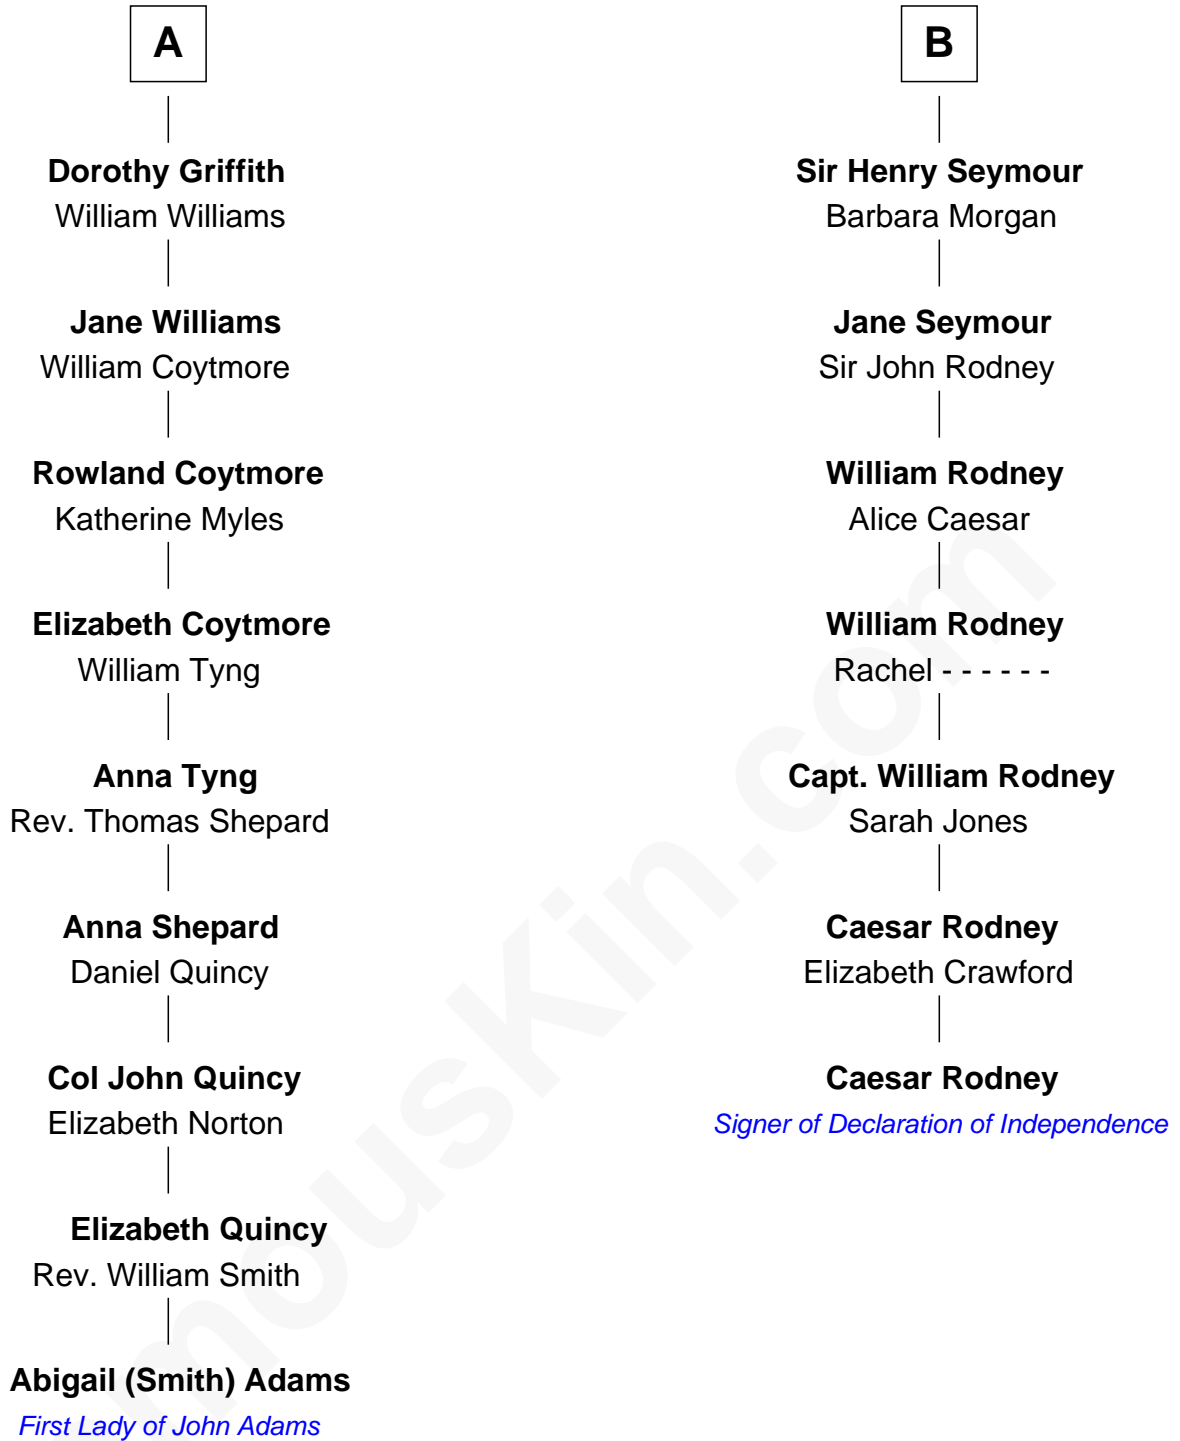 A
Dorothy Griffith
William Williams
Jane Williams
William Coytmore
Rowland Coytmore
Katherine Myles
Elizabeth Coytmore
William Tyng
Anna Tyng
Rev. Thomas Shepard
Anna Shepard
Daniel Quincy
Col John Quincy
Elizabeth Norton
Elizabeth Quincy
Rev. William Smith
Abigail (Smith) Adams
First Lady of John Adams
B
Sir Henry Seymour
Barbara Morgan
Jane Seymour
Sir John Rodney
William Rodney
Alice Caesar
William Rodney
Rachel - - - - - -
Capt. William Rodney
Sarah Jones
Caesar Rodney
Elizabeth Crawford
Caesar Rodney
Signer of Declaration of Independence
mousKin.com